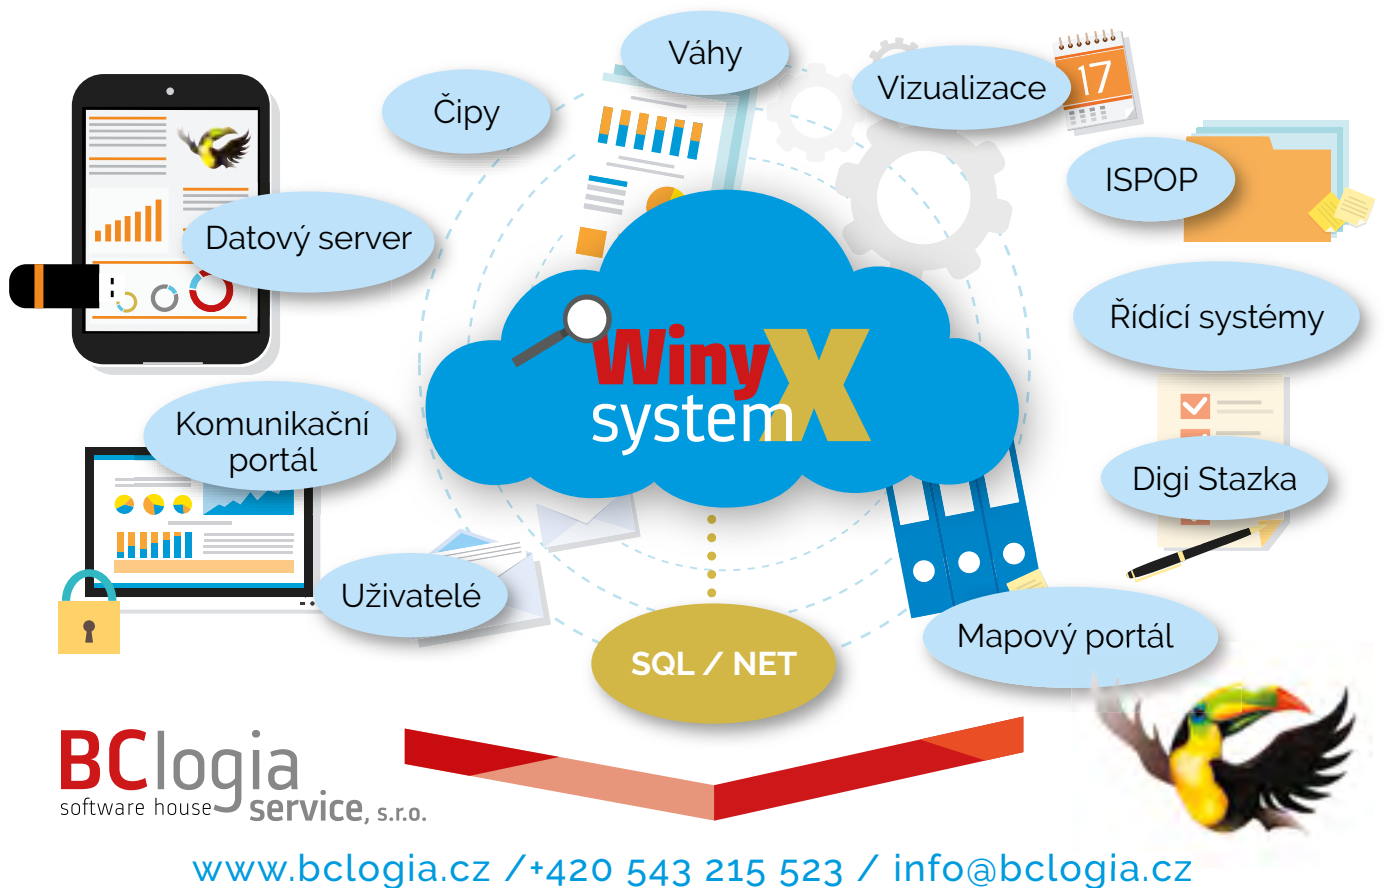 Váhy
Vizualizace
17
Čipy
ISPOP
Datový server
Řídící systémy
WinyX
system
Komunikační
portál
Digi Stazka
Uživatelé
Mapový portál
SQL / NET
BClogia
software house
service, s.r.o.
www.bclogia.cz /+420 543 215 523 / info@bclogia.cz